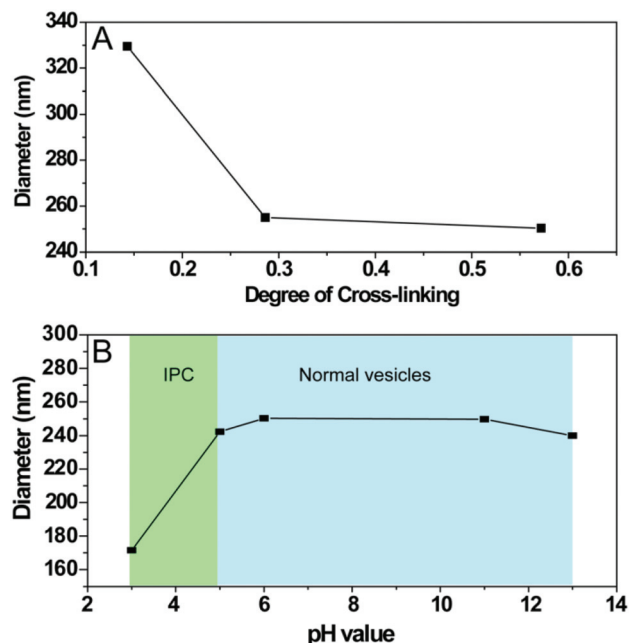 A
340
320
300
280
260
240
Diameter (nm)
0.1 0.2 0.3 0.4 0.5 0.6
Degree of Cross-linking
B
300
280
260
240
220
200
180
160
Diameter (nm)
IPC Normal vesicles
2 4 6 8 10 12 14
pH value